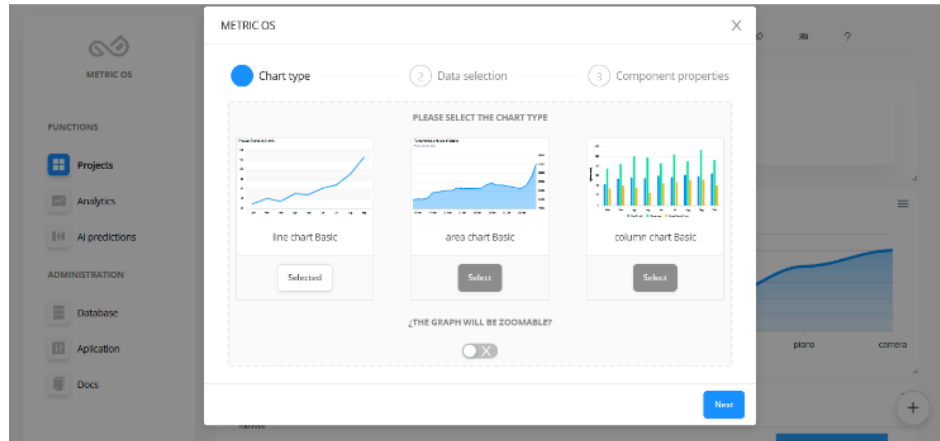 METRIC OS
FUNCTIONS
Projects
Analytics
AI predictions
ADMINISTRATION
Database
Aplication
Docs
METRIC OS
Chart type
2 Data selection
3 Component properties
PLEASE SELECT THE CHART TYPE
line chart Basic
Selected
area chart Basic
Select
column chart Basic
Select
¿THE GRAPH WILL BE ZOOMABLE?
Next
?
piano
camera